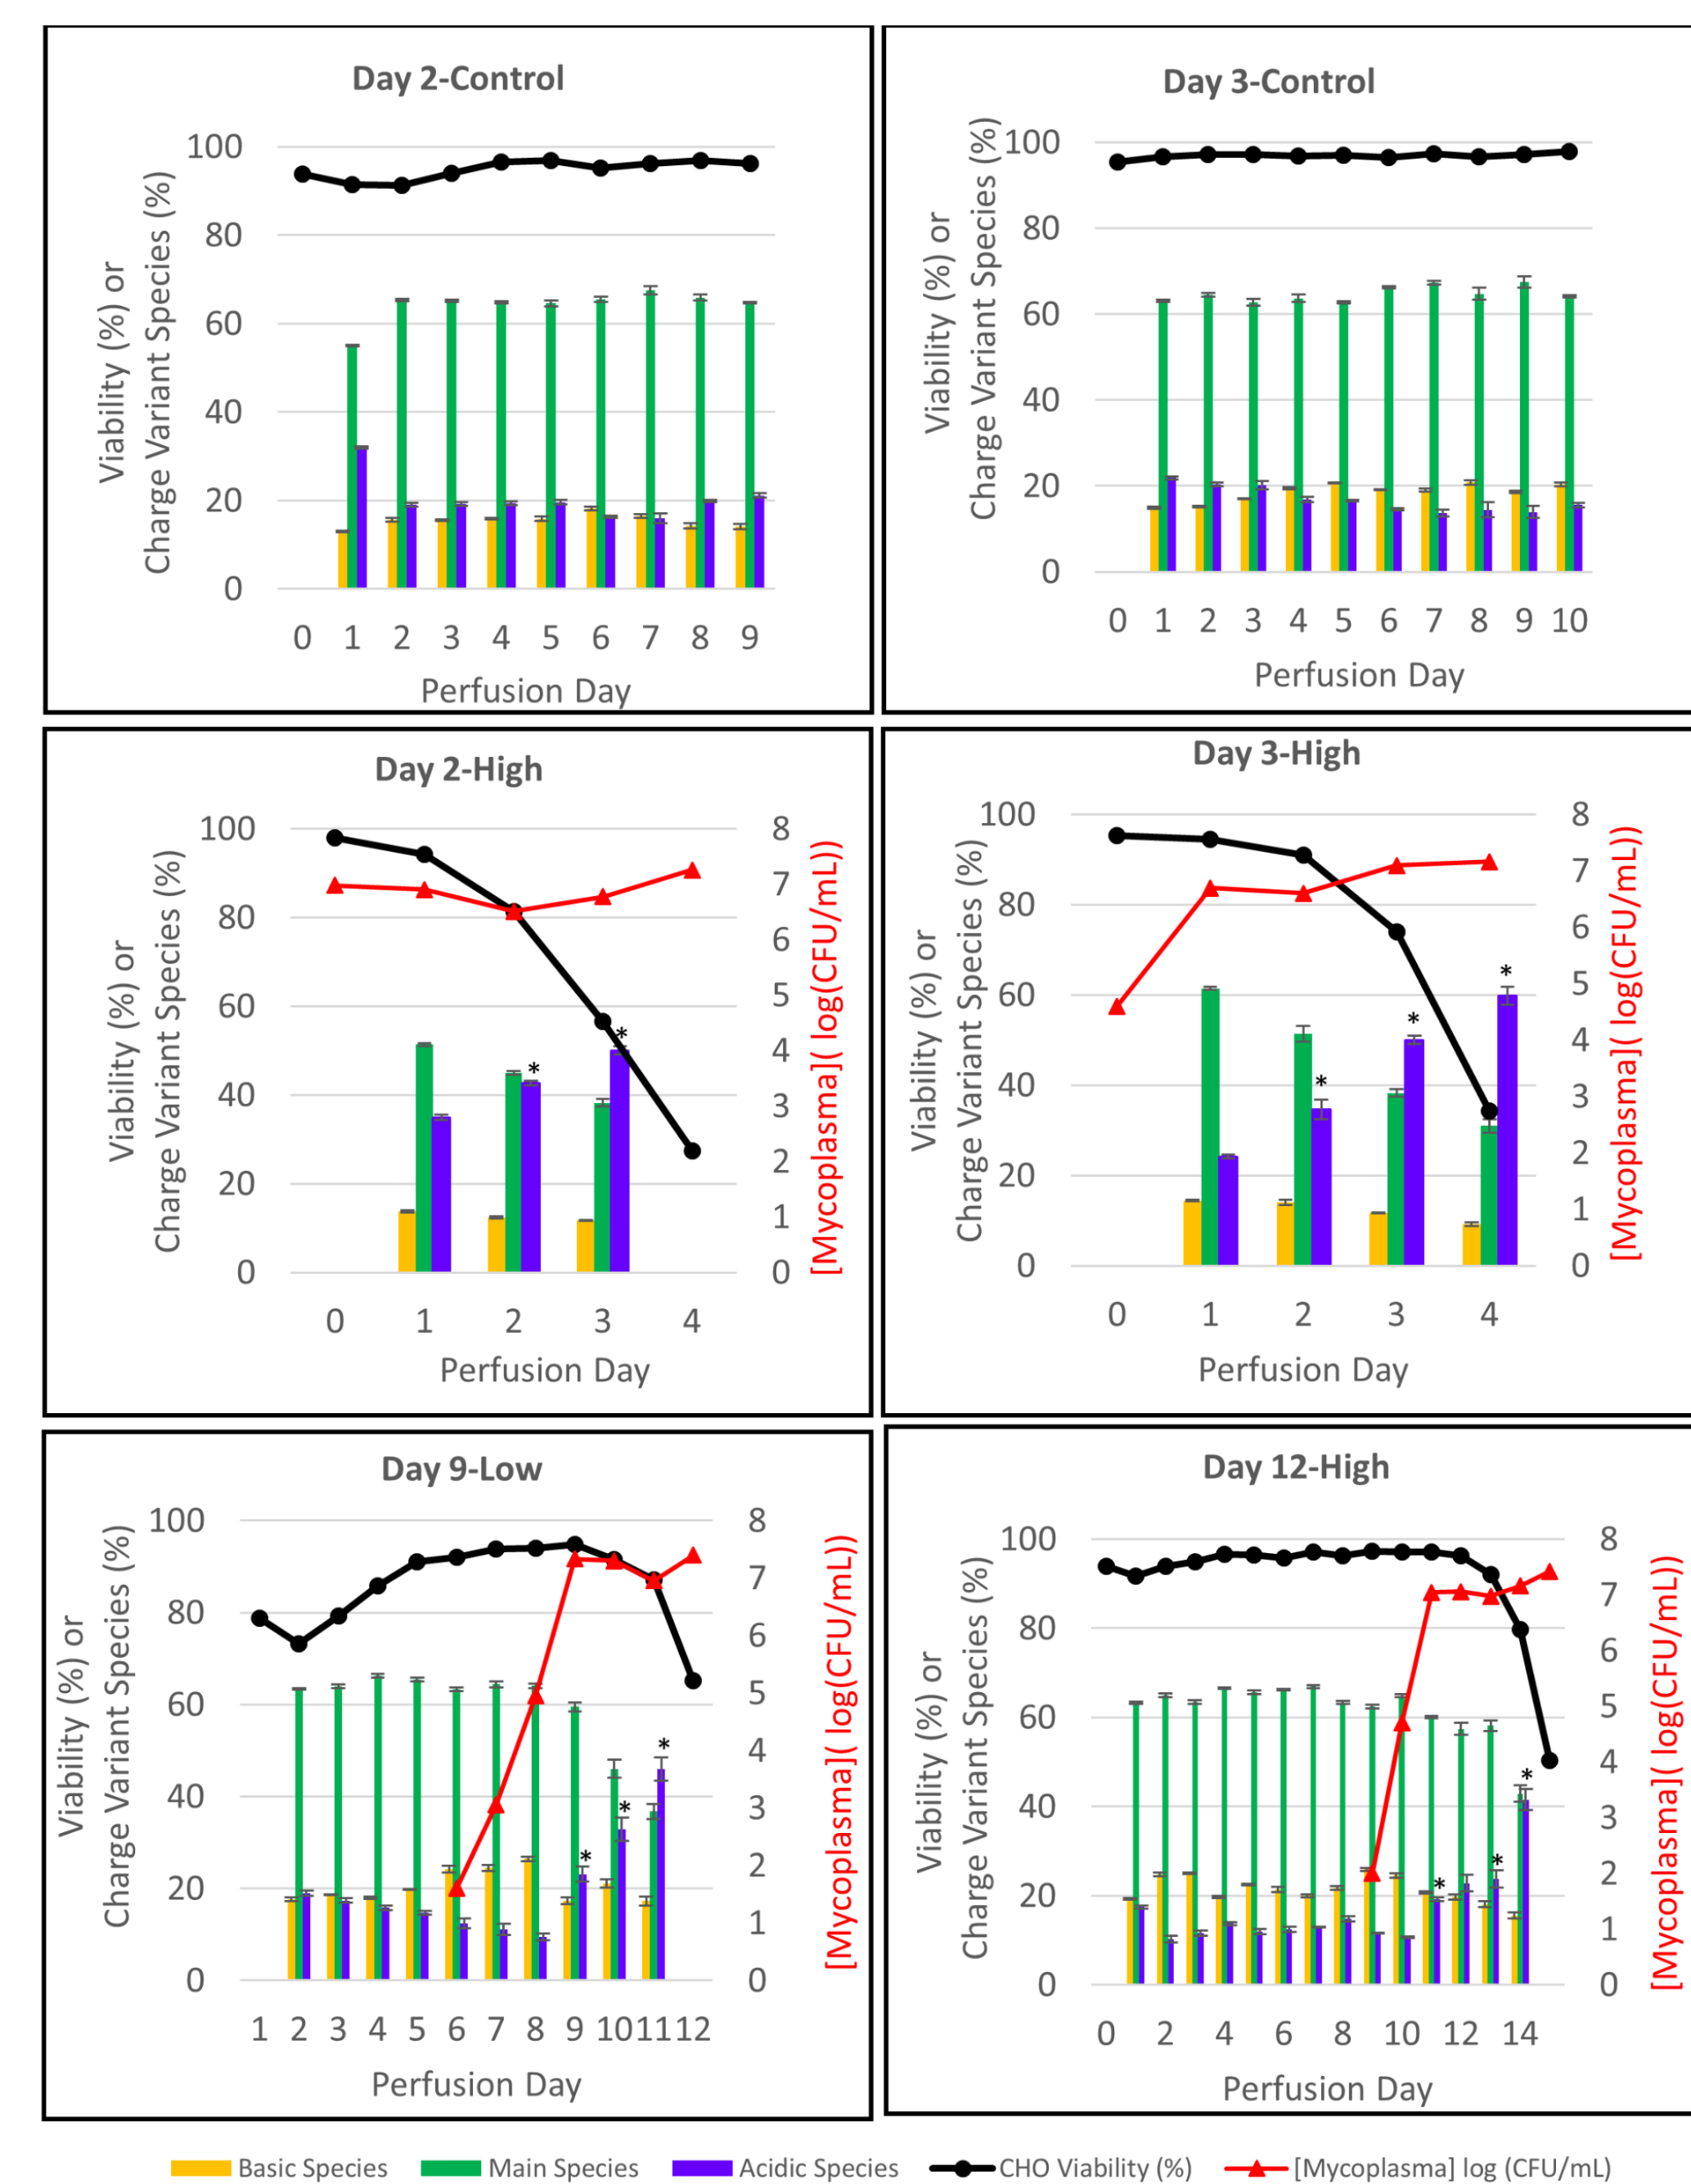 Day 2-Control
Viability (%) or
Charge Variant Species (%)
100
80
60
40
20
0
0 1 2 3 4 5 6 7 8 9
Perfusion Day
Day 3-Control
Viability (%) or
Charge Variant Species (%)
100
80
60
40
20
0
0 1 2 3 4 5 6 7 8 9 10
Perfusion Day
Day 2-High
Viability (%) or
Charge Variant Species (%)
100
80
60
40
20
0
* *
8
7
6
5
4
3
2
1
0
[Mycoplasma]( log(CFU/mL))
0 1 2 3 4
Perfusion Day
Day 3-High
Viability (%) or
Charge Variant Species (%)
100
80
60
40
20
0
* * *
8
7
6
5
4
3
2
1
0
[Mycoplasma]( log(CFU/mL))
0 1 2 3 4
Perfusion Day
Day 9-Low
Viability (%) or
Charge Variant Species (%)
100
80
60
40
20
0
* * *
8
7
6
5
4
3
2
1
0
[Mycoplasma]( log(CFU/mL))
1 2 3 4 5 6 7 8 9 10 11 12
Perfusion Day
Day 12-High
Viability (%) or
Charge Variant Species (%)
100
80
60
40
20
0
* * *
8
7
6
5
4
3
2
1
0
[Mycoplasma]( log(CFU/mL))
0 2 4 6 8 10 12 14
Perfusion Day
Basic Species Main Species Acidic Species CHO Viability (%) [Mycoplasma] log (CFU/mL)